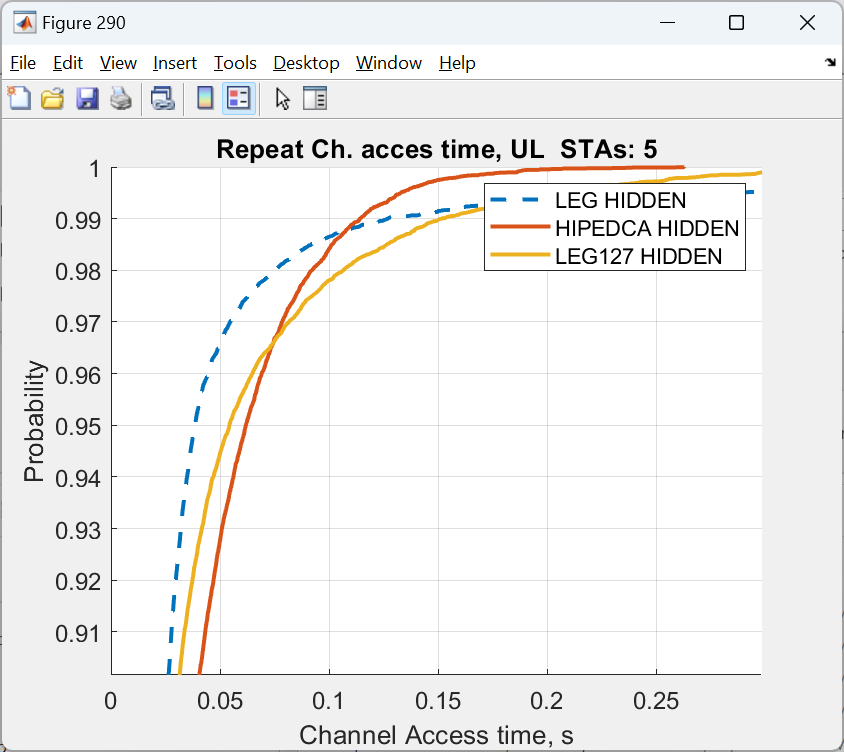 Figure 290
File Edit View Insert Tools Desktop Window Help
Repeat Ch. acces time, UL  STAs: 5
LEG HIDDEN
HIPEDCA HIDDEN
LEG127 HIDDEN
1
0.99
0.98
0.97
0.96
0.95
0.94
0.93
0.92
0.91
Probability
0 0.05 0.1 0.15 0.2 0.25
Channel Access time, s